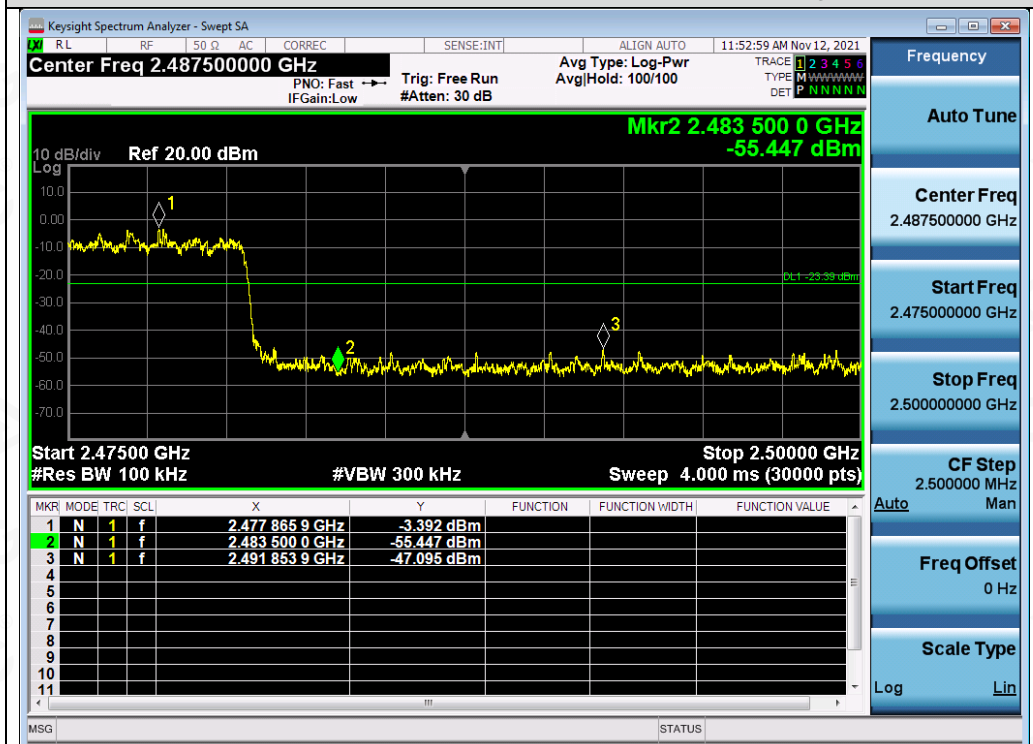 Keysight Spectrum Analyzer - Swept SA
LXI RL RF 50 Ω AC CORREC SENSE:INT ALIGN AUTO 11:52:59 AM Nov 12, 2021
Center Freq 2.487500000 GHz
PNO: Fast
IFGain:Low
Trig: Free Run
#Atten: 30 dB
Avg Type: Log-Pwr
Avg|Hold: 100/100
TRACE 1 2 3 4 5 6
TYPE M WWWWW
DET P N N N N N
Mkr2 2.483 500 0 GHz
-55.447 dBm
10 dB/div Ref 20.00 dBm
Log
10.0
0.00
-10.0
-20.0
-30.0
-40.0
-50.0
-60.0
-70.0
1
2
3
DL1 -23.39 dBm
Start 2.47500 GHz Stop 2.50000 GHz
#Res BW 100 kHz #VBW 300 kHz Sweep 4.000 ms (30000 pts)
MKR MODE TRC SCL X Y FUNCTION FUNCTION WIDTH FUNCTION VALUE
1 N 1 f 2.477 865 9 GHz -3.392 dBm
2 N 1 f 2.483 500 0 GHz -55.447 dBm
3 N 1 f 2.491 853 9 GHz -47.095 dBm
4
5
6
7
8
9
10
11
MSG STATUS
Frequency
Auto Tune
Center Freq
2.487500000 GHz
Start Freq
2.475000000 GHz
Stop Freq
2.500000000 GHz
CF Step
2.500000 MHz
Auto Man
Freq Offset
0 Hz
Scale Type
Log Lin